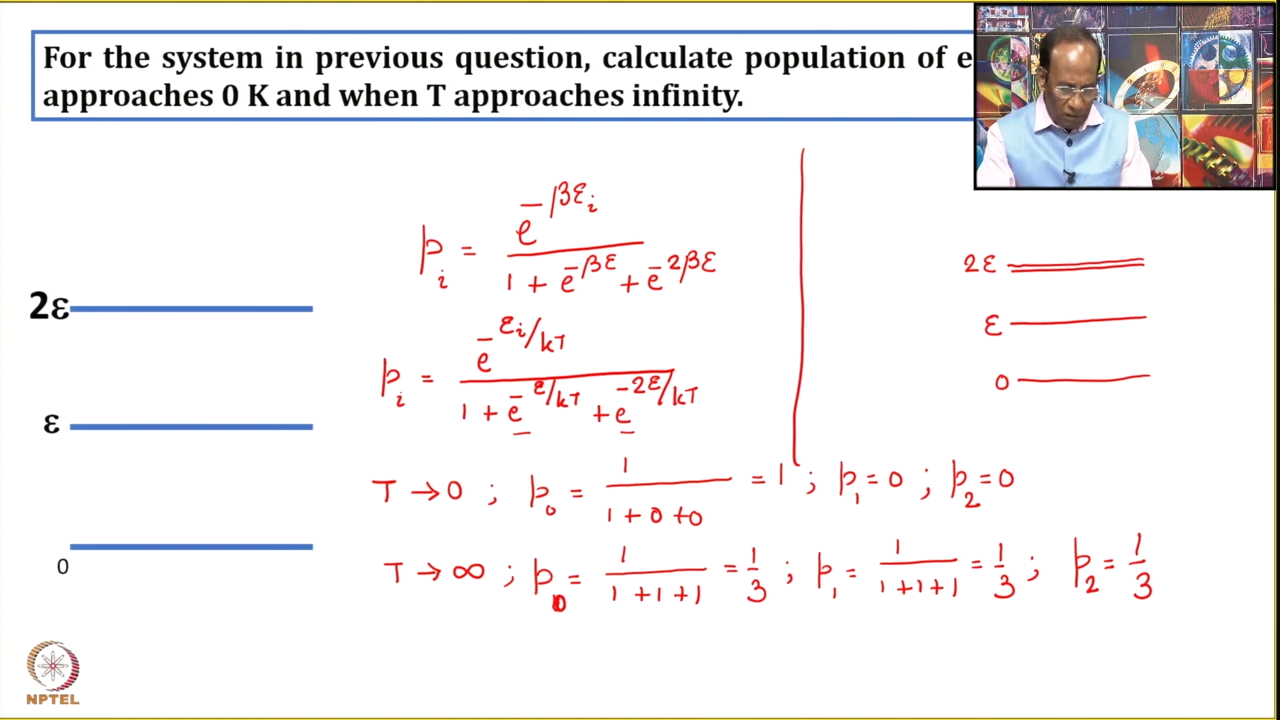 For the system in previous question, calculate population of e
approaches 0 K and when T approaches infinity.
p_i = e^{-βε_i} / (1 + e^{-βε} + e^{-2βε})
2ε
ε
0
2ε
p_i = e^{-ε_i/kT} / (1 + e^{-ε/kT} + e^{-2ε/kT})
ε
0
T → 0 ; p_0 = 1 / (1 + 0 + 0) = 1 ; p_1 = 0 ; p_2 = 0
T → ∞ ; p_0 = 1 / (1 + 1 + 1) = 1/3 ; p_1 = 1 / (1 + 1 + 1) = 1/3 ; p_2 = 1/3
NPTEL